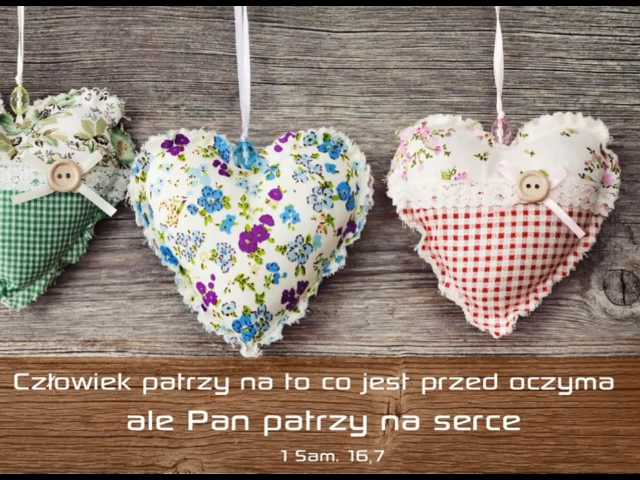 Człowiek patrzy na to co jest przed oczyma
ale Pan patrzy na serce
1 Sam. 16,7